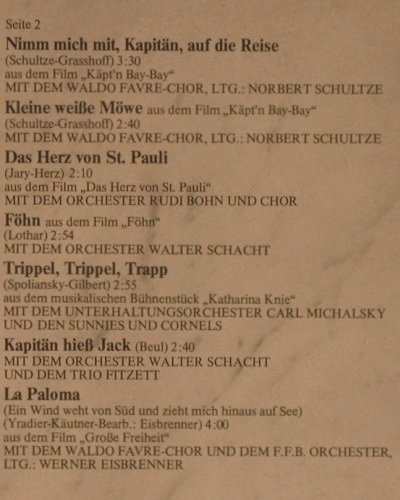 Seite 2
Nimm mich mit, Kapitän, auf die Reise
(Schultze-Grasshoff) 3:30
aus dem Film „Käpt'n Bay-Bay“
MIT DEM WALDO FAVRE-CHOR, LTG.: NORBERT SCHULTZE
Kleine weiße Möwe aus dem Film „Käpt'n Bay-Bay“
(Schultze-Grasshoff) 2:40
MIT DEM WALDO FAVRE-CHOR, LTG.: NORBERT SCHULTZE
Das Herz von St. Pauli
(Jary-Herz) 2:10
aus dem Film „Das Herz von St. Pauli“
MIT DEM ORCHESTER RUDI BOHN UND CHOR
Föhn aus dem Film „Föhn“
(Lothar) 2:54
MIT DEM ORCHESTER WALTER SCHACHT
Trippel, Trippel, Trapp
(Spoliansky-Gilbert) 2:55
aus dem musikalischen Bühnenstück „Katharina Knie“
MIT DEM UNTERHALTUNGSORCHESTER CARL MICHALSKY
UND DEN SUNNIES UND CORNELS
Kapitän hieß Jack (Beul) 2:40
MIT DEM ORCHESTER WALTER SCHACHT
UND DEM TRIO FITZETT
La Paloma
(Ein Wind weht von Süd und zieht mich hinaus auf See)
(Yradier-Käutner-Bearb.: Eisbrenner) 4:00
aus dem Film „Große Freiheit“
MIT DEM WALDO FAVRE-CHOR UND DEM F.F.B. ORCHESTER,
LTG.: WERNER EISBRENNER